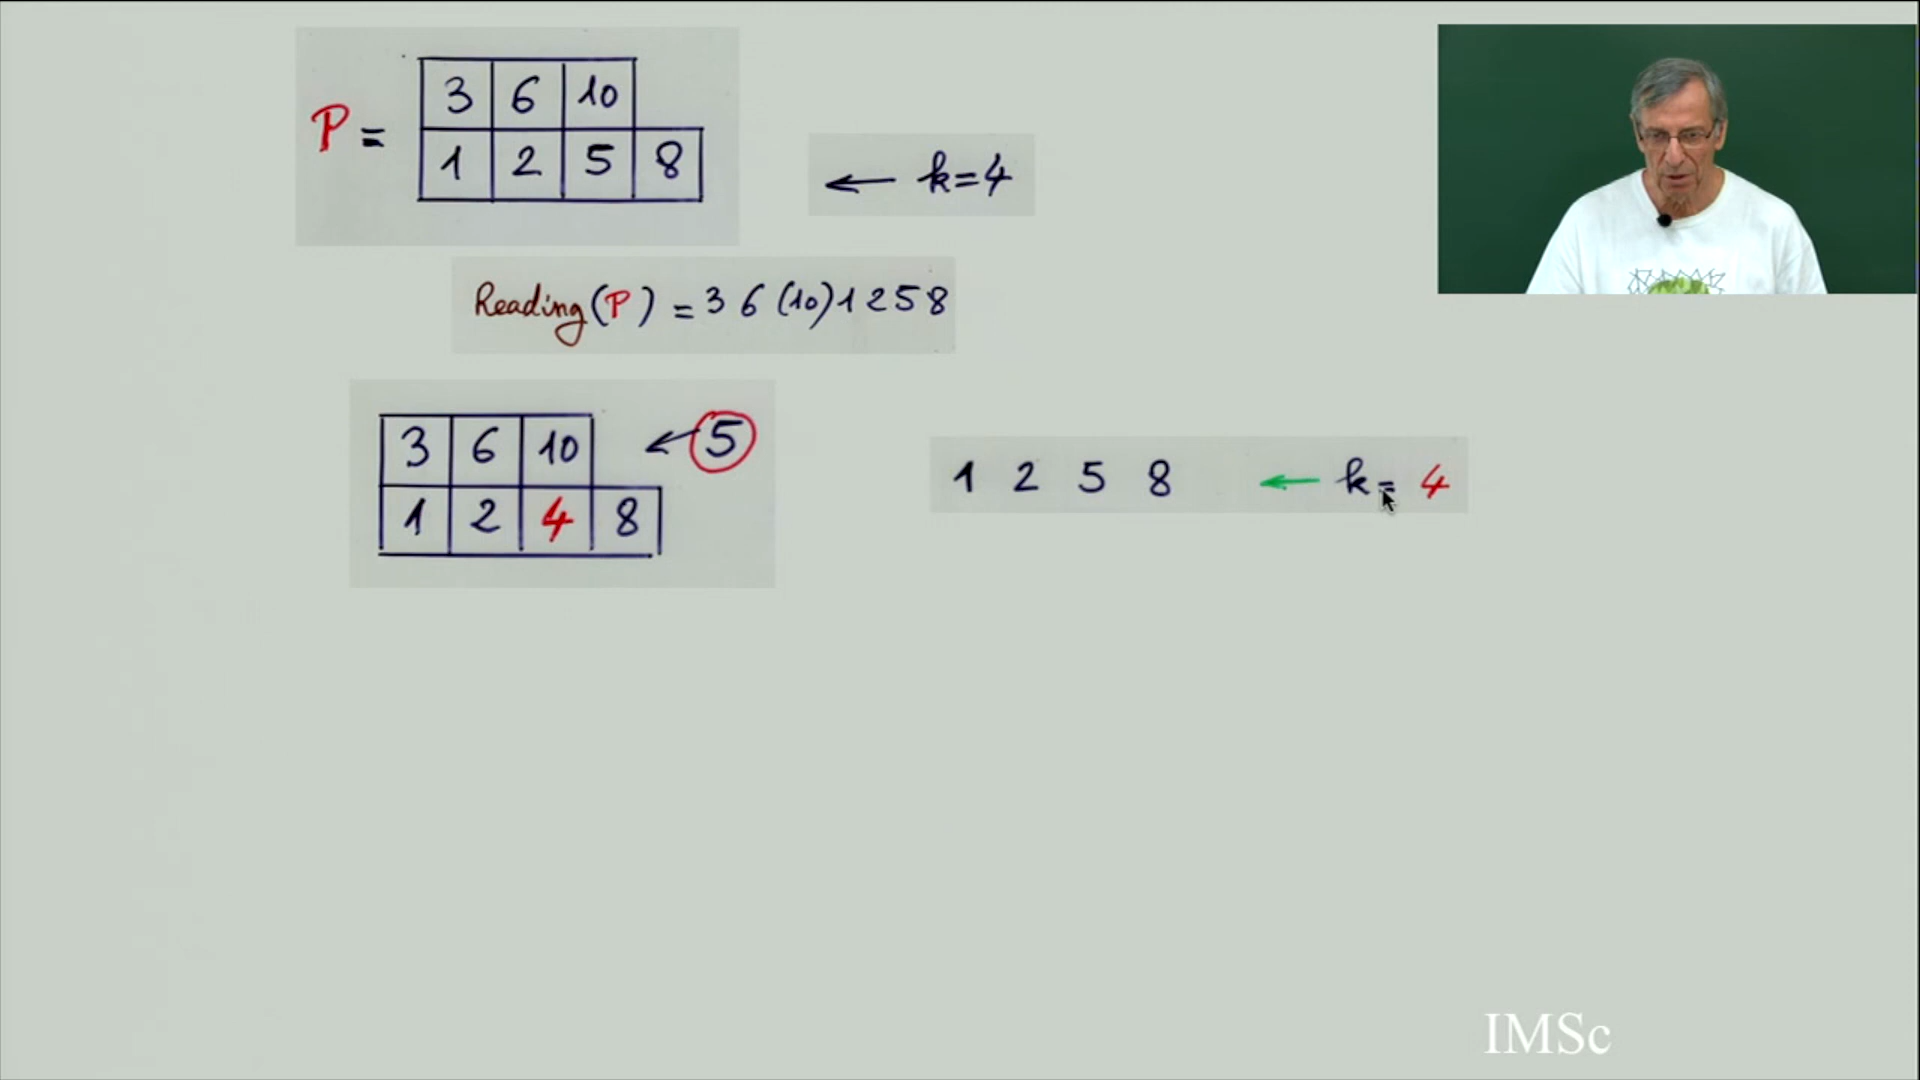 3 6 10
P =
1 2 5 8
← k=4
Reading (P) = 3 6 (10) 1 2 5 8
3 6 10 ← 5
1 2 4 8
1 2 5 8 ← k= 4
IMSc